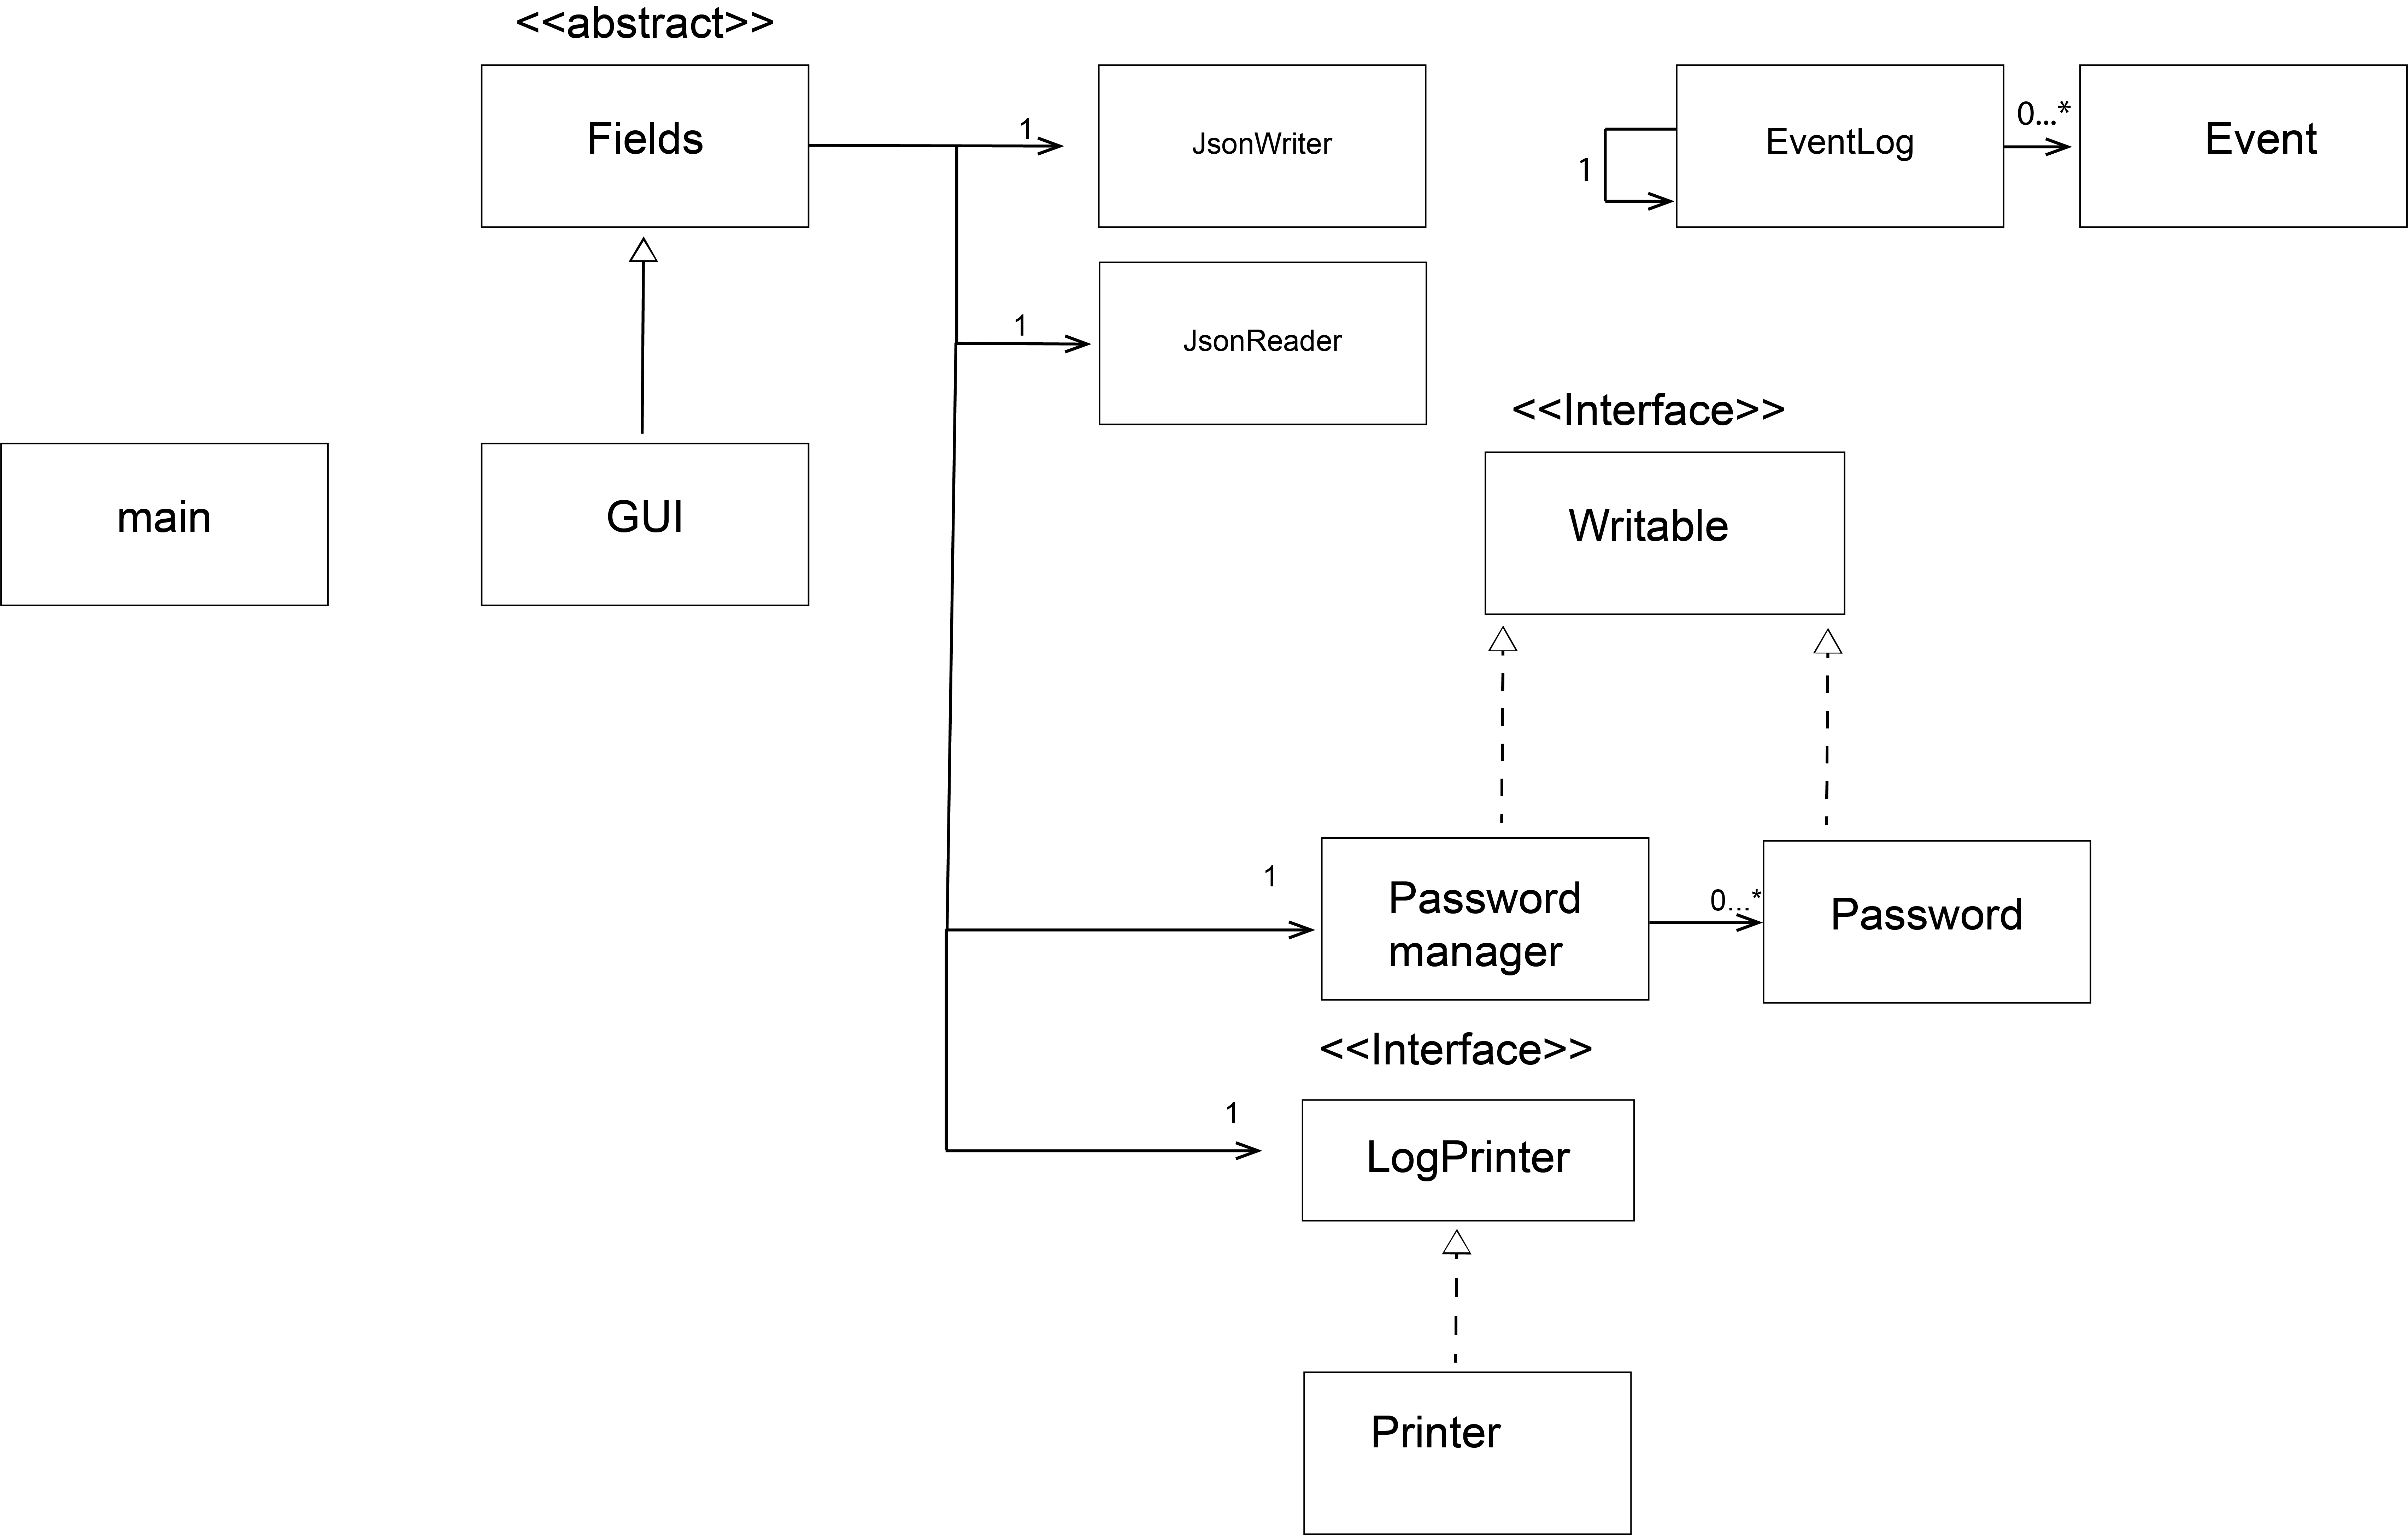 <<abstract>>
Fields
1
JsonWriter
1
EventLog
0...*
Event
1
JsonReader
<<Interface>>
main
GUI
Writable
1
Password
manager
0...*
Password
<<Interface>>
1
LogPrinter
Printer